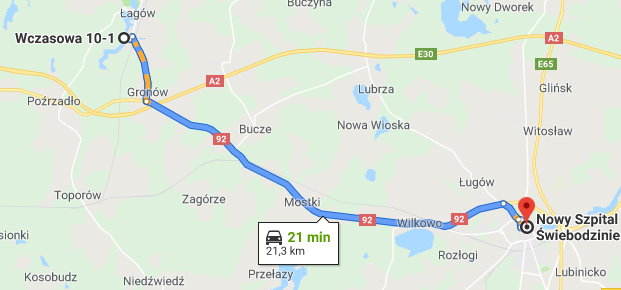 Łagów
Buczyna
Nowy Dworek
Wczasowa 10-1
A2
E30
E65
Gronów
A2
Glińsk
Poźrzadło
Lubrza
Bucze
Nowa Wioska
Witosław
92
Ługów
Toporów
Zagórze
Mostki
92
Wilkowo
92
Nowy Szpital
Świebodzinie
21 min
21,3 km
Rozłogi
sionki
Przełazy
Lubinicko
Kosobudz
Niedźwiedź